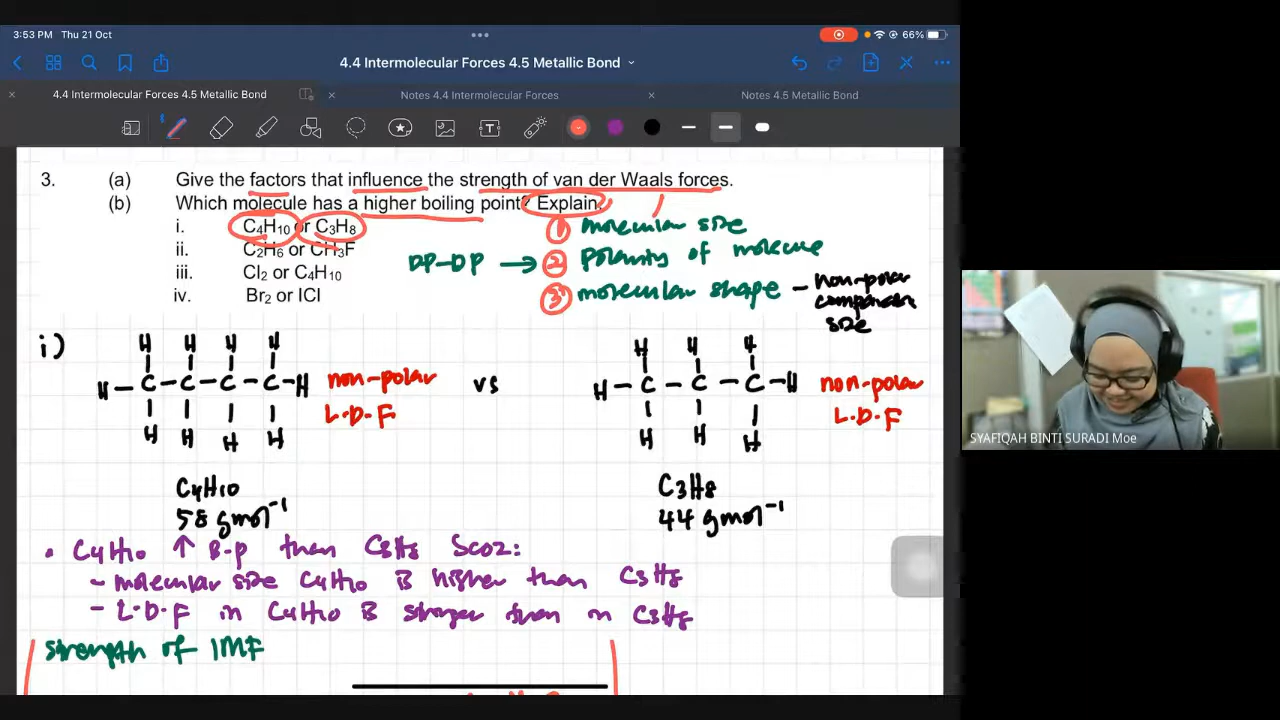 3:53 PM Thu 21 Oct
66%
4.4 Intermolecular Forces 4.5 Metallic Bond
4.4 Intermolecular Forces 4.5 Metallic Bond
Notes 4.4 Intermolecular Forces
Notes 4.5 Metallic Bond
3. (a) Give the factors that influence the strength of van der Waals forces.
(b) Which molecule has a higher boiling point? Explain.
i. C₄H₁₀ or C₃H₈
① molecular size
ii. C₂H₆ or CH₃F
DP-DP → ② Polarity of molecule
iii. Cl₂ or C₄H₁₀
③ molecular shape – non-polar
size
iv. Br₂ or ICl
i)
H H H H
H – C – C – C – C – H
H H H H
non-polar
L.D.F
vs
H H H
H – C – C – C – H
H H H
non-polar
L.D.F
C4H10
58 gmol⁻¹
C3H8
44 gmol⁻¹
• C4H10 ↑ B.p than C3H8
– molecular size C4H10 is higher than C3H8
– L.D.F in C4H10 is stronger than in C3H8
strength of IMF
SYAFIQAH BINTI SURADI Moe